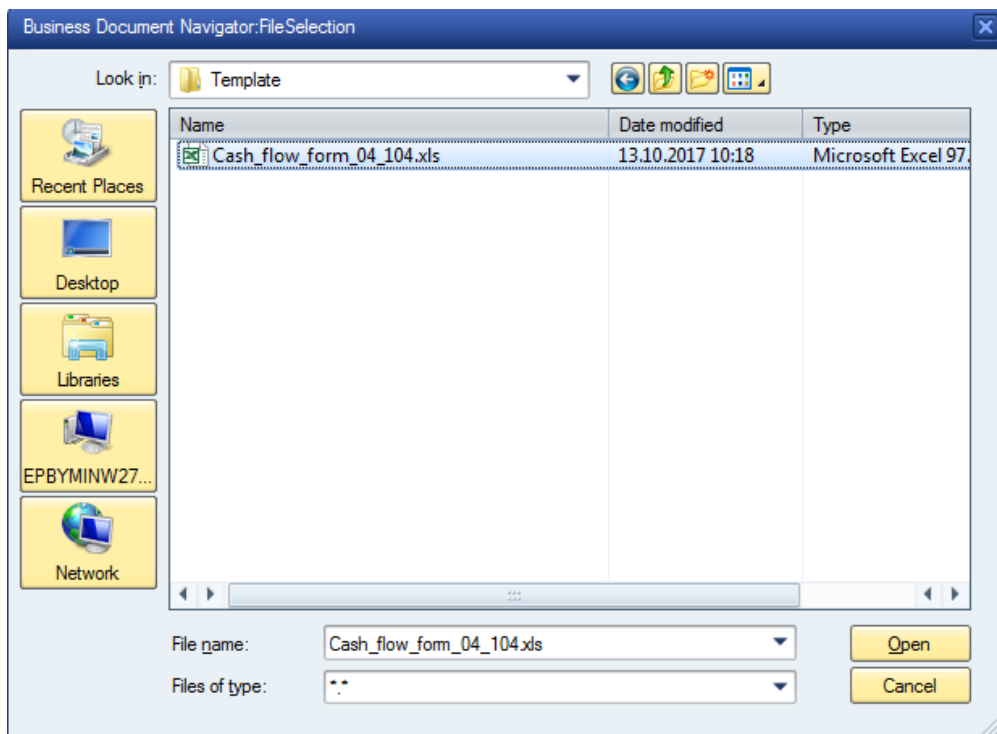 Business Document Navigator:FileSelection
Look in: Template
Name Date modified Type
Cash_flow_form_04_104.xls 13.10.2017 10:18 Microsoft Excel 97.
Recent Places
Desktop
Libraries
EPBYMINW27...
Network
File name: Cash_flow_form_04_104.xls Open
Files of type: *.* Cancel